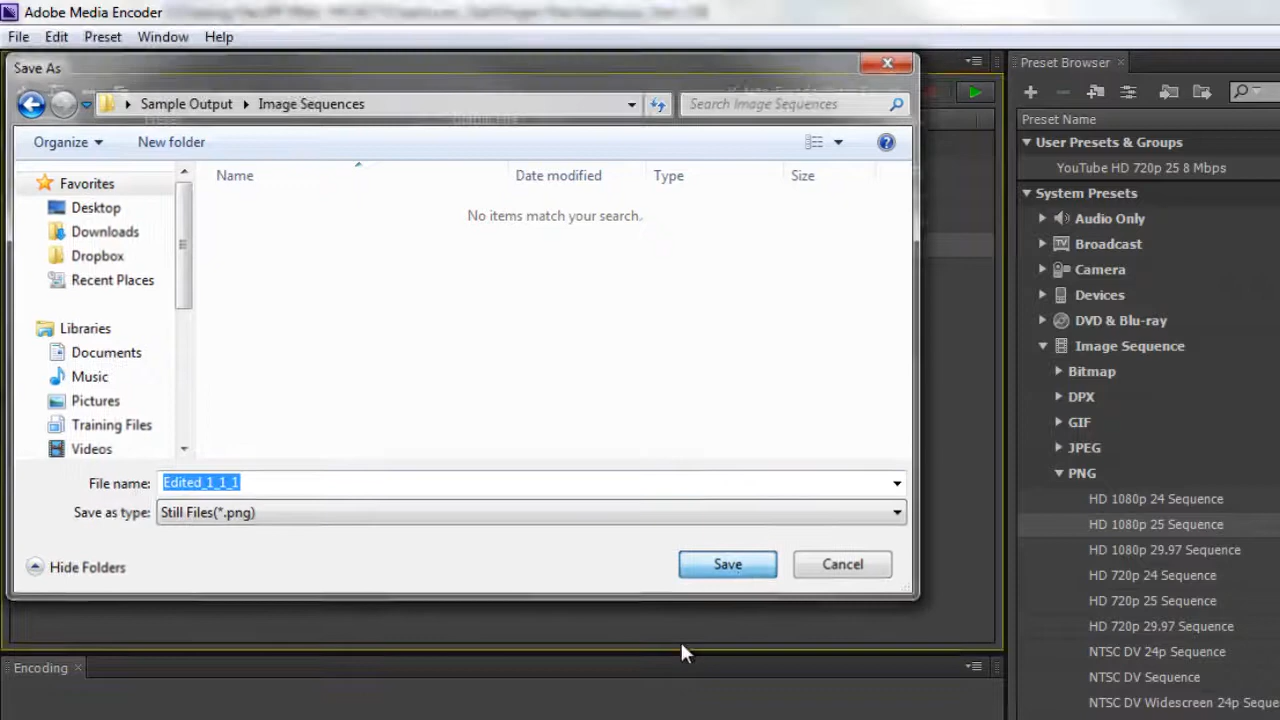 Adobe Media Encoder
File Edit Preset Window Help
Save As
Sample Output Image Sequences
Search Image Sequences
Organize New folder
Name Date modified Type Size
No items match your search.
Favorites
Desktop
Downloads
Dropbox
Recent Places
Libraries
Documents
Music
Pictures
Training Files
Videos
File name: Edited_1_1_1
Save as type: Still Files(*.png)
Hide Folders
Save Cancel
Encoding ×
Preset Browser ×
Preset Name
User Presets & Groups
YouTube HD 720p 25 8 Mbps
System Presets
Audio Only
TV Broadcast
Camera
Devices
DVD & Blu-ray
Image Sequence
Bitmap
DPX
GIF
JPEG
PNG
HD 1080p 24 Sequence
HD 1080p 25 Sequence
HD 1080p 29.97 Sequence
HD 720p 24 Sequence
HD 720p 25 Sequence
HD 720p 29.97 Sequence
NTSC DV 24p Sequence
NTSC DV Sequence
NTSC DV Widescreen 24p Seque